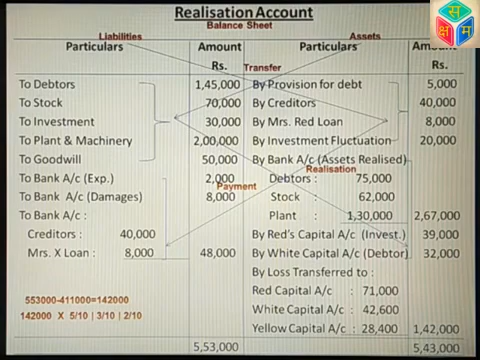 Realisation Account
Balance Sheet
Liabilities Assets
Particulars Amount Particulars Amount
Rs. Transfer Rs.
To Debtors 1,45,000 By Provision for debt 5,000
To Stock 70,000 By Creditors 40,000
To Investment 30,000 By Mrs. Red Loan 8,000
To Plant & Machinery 2,00,000 By Investment Fluctuation 20,000
To Goodwill 50,000 By Bank A/c (Assets Realised)
Realisation
To Bank A/c (Exp.) 2,000 Debtors : 75,000
Payment
To Bank A/c (Damages) 8,000 Stock : 62,000
To Bank A/c : Plant : 1,30,000 2,67,000
Creditors : 40,000 By Red's Capital A/c (Invest.) 39,000
Mrs. X Loan : 8,000 48,000 By White Capital A/c (Debtor) 32,000
By Loss Transferred to :
553000-411000=142000 Red Capital A/c : 71,000
142000 X 5/10 | 3/10 | 2/10 White Capital A/c : 42,600
Yellow Capital A/c : 28,400 1,42,000
5,53,000 5,43,000
स
क्ष म